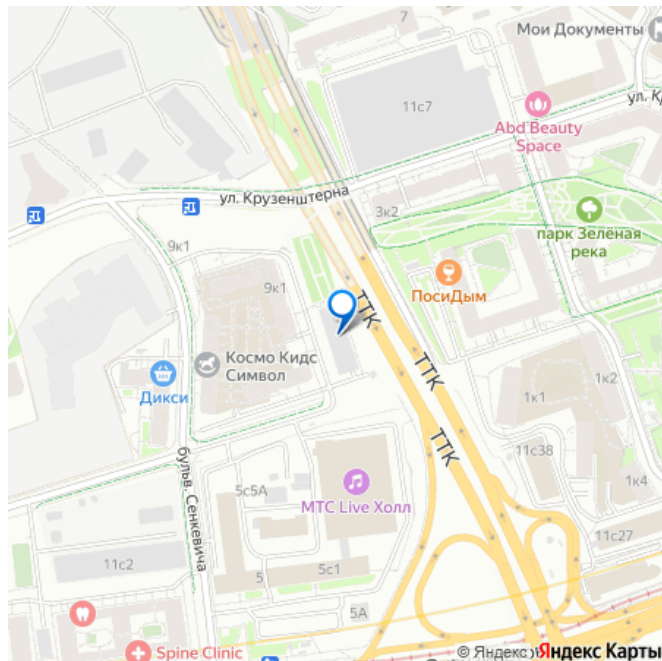 7
Мои Документы
11с7
Abd Beauty
Space
ул. К
ул. Крузенштерна
3к2
парк Зелёная
река
9к1
9к1
ПосиДым
ТТК
Космо Кидс
Символ
ТТК
Дикси
1к2
1к1
ТТК
бульв. Сенкевича
11с38
5с5А
МТС Live Холл
1к4
11с2
5с1
5
11с27
5А
Spine Clinic
© Яндекс
Яндекс Карты